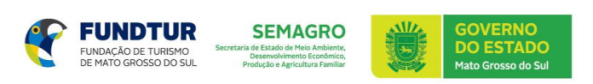 FUNDTUR
FUNDAÇÃO DE TURISMO
DE MATO GROSSO DO SUL
SEMAGRO
Secretaria de Estado de Meio Ambiente,
Desenvolvimento Econômico,
Produção e Agricultura Familiar
GOVERNO
DO ESTADO
Mato Grosso do Sul